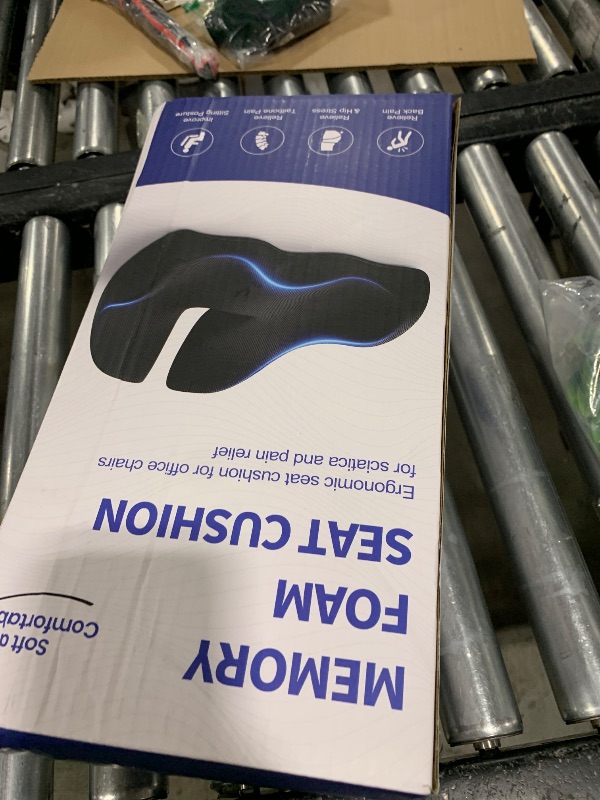 MEMORY
FOAM
SEAT CUSHION
Ergonomic seat cushion for office chairs
for sciatica and pain relief
Soft
Relieve
Back Pain
Relieve
& Hip Stress
Relieve
Tailbone Pain
Improve
Sitting Posture